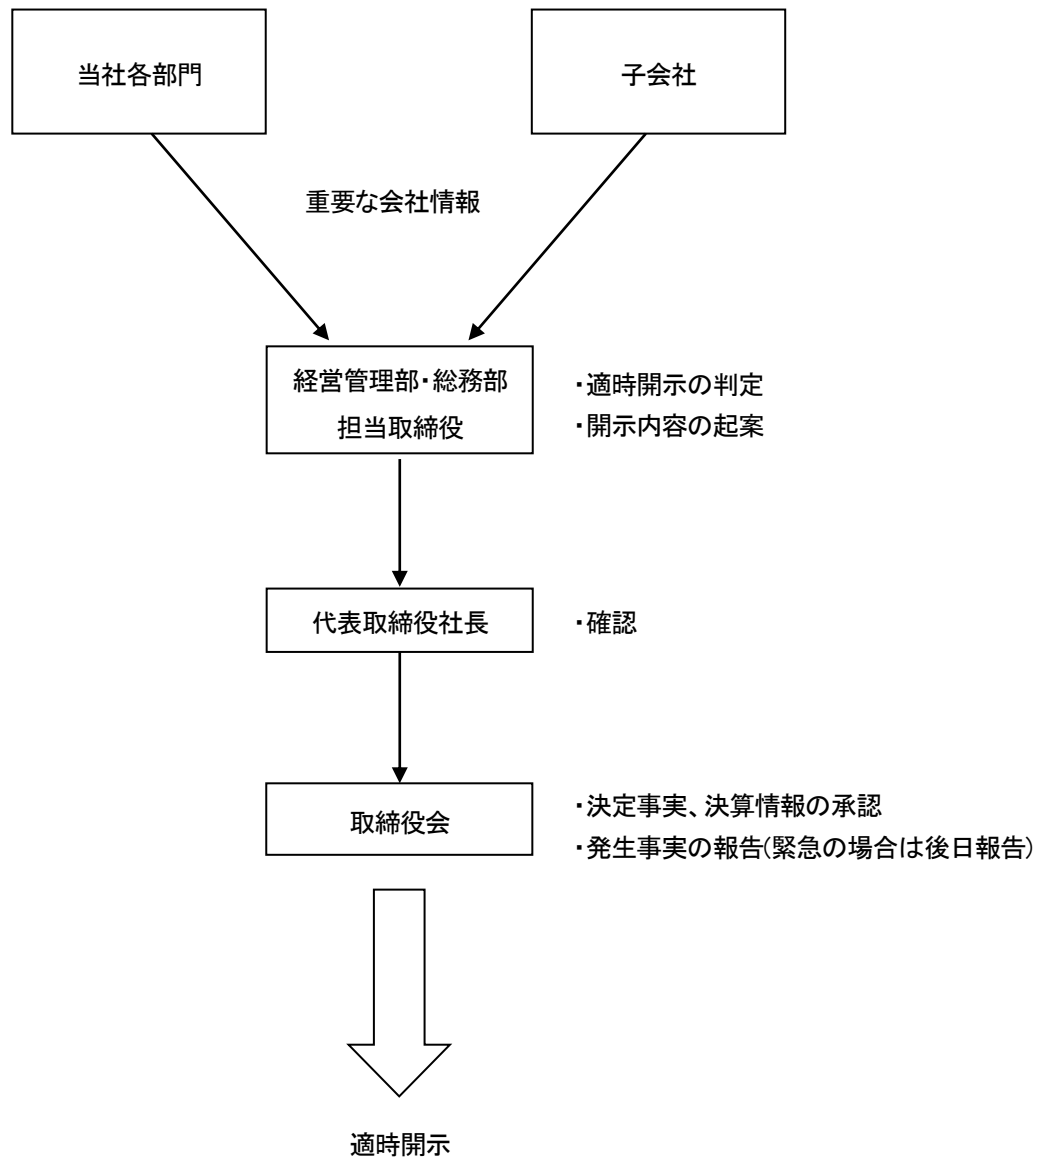 当社各部門
子会社
重要な会社情報
経営管理部・総務部
担当取締役
・適時開示の判定
・開示内容の起案
代表取締役社長
・確認
取締役会
・決定事実、決算情報の承認
・発生事実の報告(緊急の場合は後日報告)
適時開示